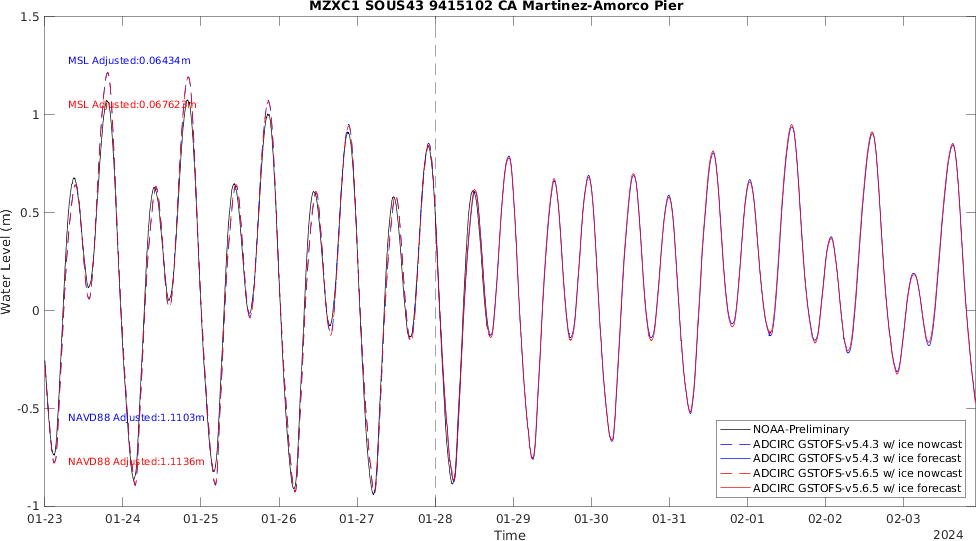 MZXC1 SOUS43 9415102 CA Martinez-Amorco Pier
1.5
1
0.5
0
-0.5
-1
Water Level (m)
MSL Adjusted:0.06434m
MSL Adjusted:0.067627m
NAVD88 Adjusted:1.1103m
NAVD88 Adjusted:1.1136m
NOAA-Preliminary
ADCIRC GSTOFS-v5.4.3 w/ ice nowcast
ADCIRC GSTOFS-v5.4.3 w/ ice forecast
ADCIRC GSTOFS-v5.6.5 w/ ice nowcast
ADCIRC GSTOFS-v5.6.5 w/ ice forecast
01-23 01-24 01-25 01-26 01-27 01-28 01-29 01-30 01-31 02-01 02-02 02-03
Time
2024